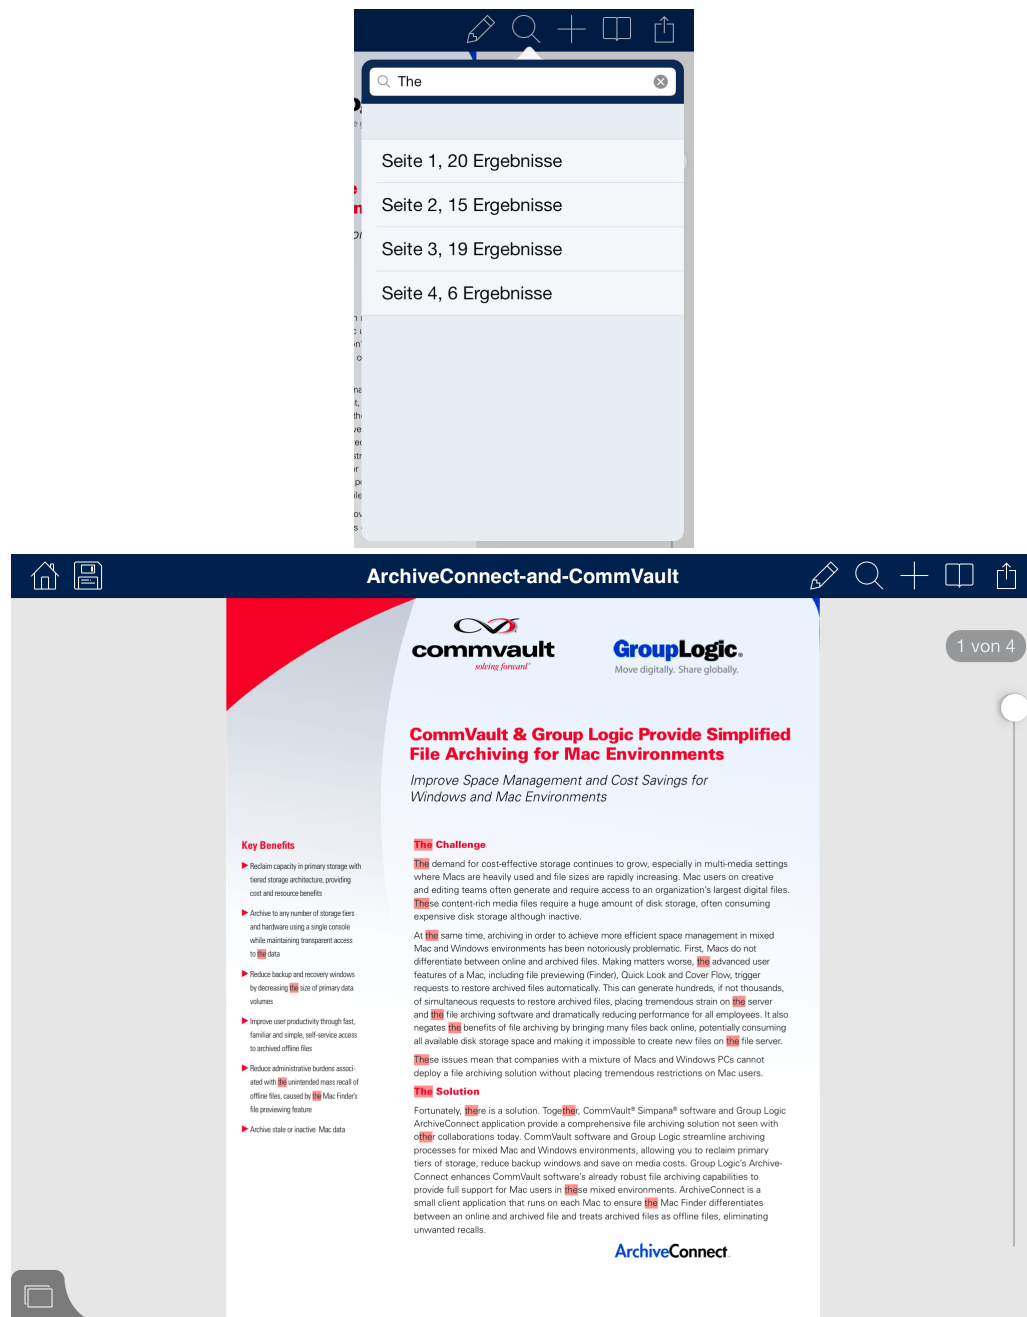 The
Seite 1, 20 Ergebnisse
Seite 2, 15 Ergebnisse
Seite 3, 19 Ergebnisse
Seite 4, 6 Ergebnisse
ArchiveConnect-and-CommVault
1 von 4
commvault
solving forward
GroupLogic.
Move digitally. Share globally.
CommVault & Group Logic Provide Simplified
File Archiving for Mac Environments
Improve Space Management and Cost Savings for
Windows and Mac Environments
Key Benefits
Reclaim capacity in primary storage with
tiered storage architecture, providing
cost and resource benefits
Archive to any number of storage tiers
and hardware using a single console
while maintaining transparent access
to the data
Reduce backup and recovery windows
by decreasing the size of primary data
volumes
Improve user productivity through fast,
familiar and simple, self-service access
to archived offline files
Reduce administrative burdens associ-
ated with the unintended mass recall of
offline files, caused by the Mac Finder's
file previewing feature
Archive stale or inactive Mac data
The Challenge
The demand for cost-effective storage continues to grow, especially in multi-media settings
where Macs are heavily used and file sizes are rapidly increasing. Mac users on creative
and editing teams often generate and require access to an organization's largest digital files.
These content-rich media files require a huge amount of disk storage, often consuming
expensive disk storage although inactive.
At the same time, archiving in order to achieve more efficient space management in mixed
Mac and Windows environments has been notoriously problematic. First, Macs do not
differentiate between online and archived files. Making matters worse, the advanced user
features of a Mac, including file previewing (Finder), Quick Look and Cover Flow, trigger
requests to restore archived files automatically. This can generate hundreds, if not thousands,
of simultaneous requests to restore archived files, placing tremendous strain on the server
and the file archiving software and dramatically reducing performance for all employees. It also
negates the benefits of file archiving by bringing many files back online, potentially consuming
all available disk storage space and making it impossible to create new files on the file server.
These issues mean that companies with a mixture of Macs and Windows PCs cannot
deploy a file archiving solution without placing tremendous restrictions on Mac users.
The Solution
Fortunately, there is a solution. Together, CommVault® Simpana® software and Group Logic
ArchiveConnect application provide a comprehensive file archiving solution not seen with
other collaborations today. CommVault software and Group Logic streamline archiving
processes for mixed Mac and Windows environments, allowing you to reclaim primary
tiers of storage, reduce backup windows and save on media costs. Group Logic's Archive-
Connect enhances CommVault software's already robust file archiving capabilities to
provide full support for Mac users in these mixed environments. ArchiveConnect is a
small client application that runs on each Mac to ensure the Mac Finder differentiates
between an online and archived file and treats archived files as offline files, eliminating
unwanted recalls.
ArchiveConnect